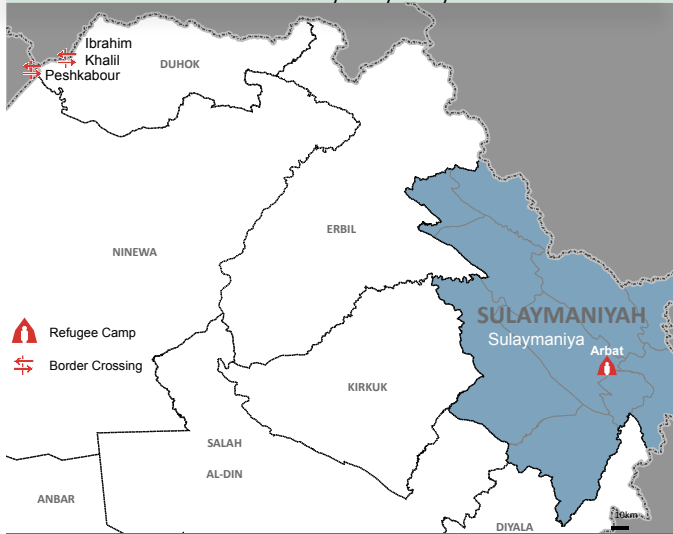 Ibrahim
Khalil
Peshkabour
DUHOK
ERBIL
NINEWA
SULAYMANIYAH
Sulaymaniya
Arbat
Refugee Camp
Border Crossing
KIRKUK
SALAH
AL-DIN
ANBAR
DIYALA
10km